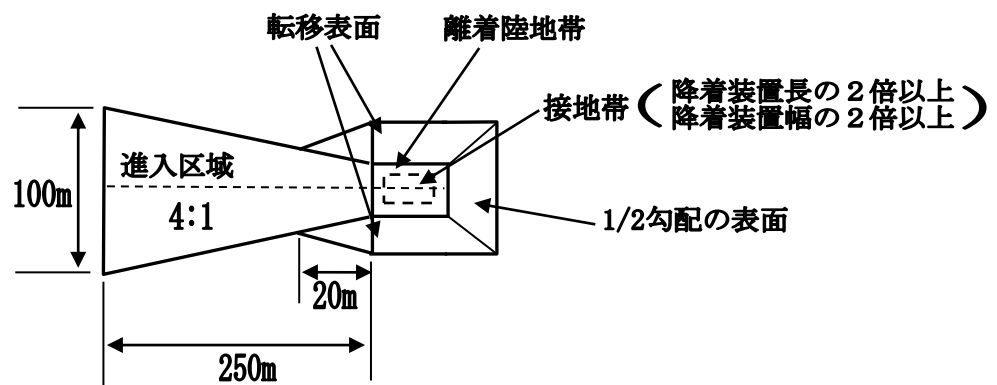 転移表面
離着陸地帯
接地帯
降着装置長の２倍以上
降着装置幅の２倍以上
進入区域
100m
4:1
1/2勾配の表面
20m
250m